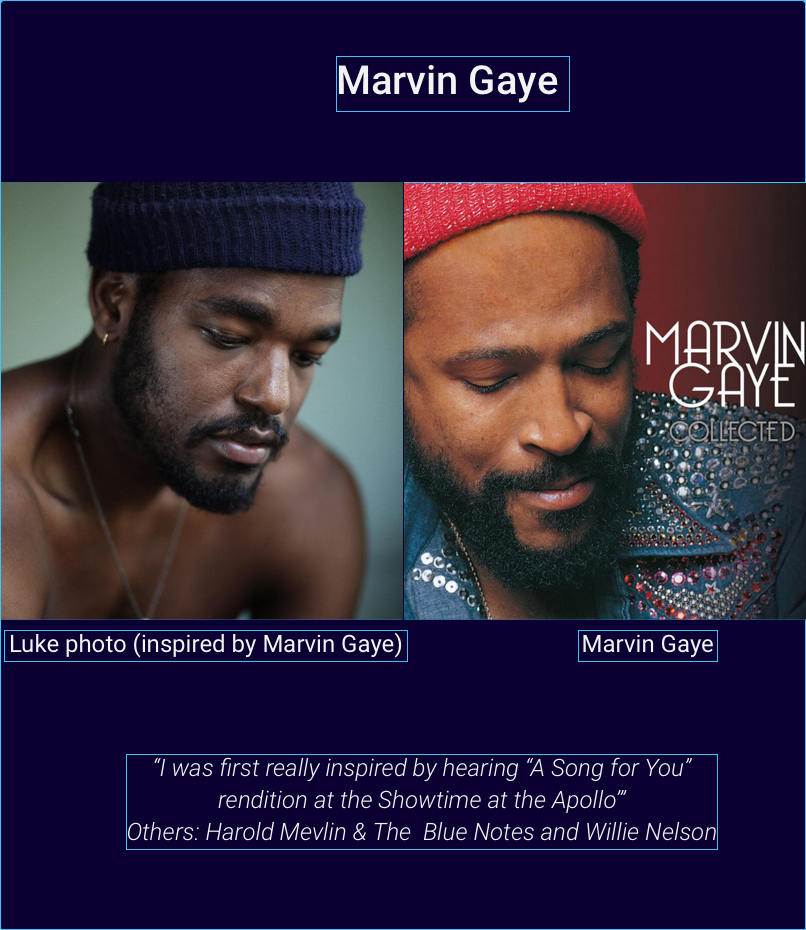 Marvin Gaye
MARVIN
GAYE
COLLECTED
Luke photo (inspired by Marvin Gaye)
Marvin Gaye
“I was first really inspired by hearing “A Song for You”
rendition at the Showtime at the Apollo”’
Others: Harold Mevlin & The  Blue Notes and Willie Nelson